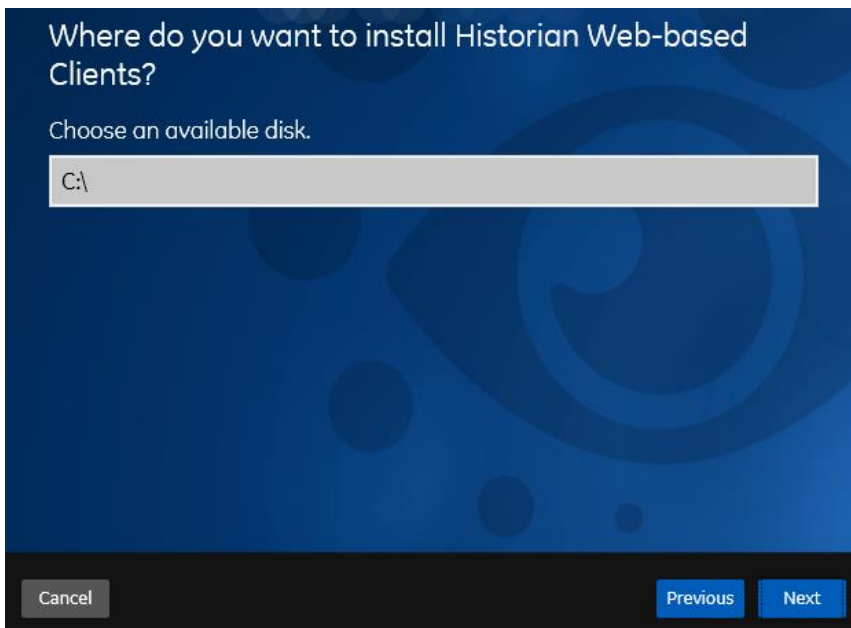 Where do you want to install Historian Web-based
Clients?
Choose an available disk.
C:\
Cancel
Previous
Next